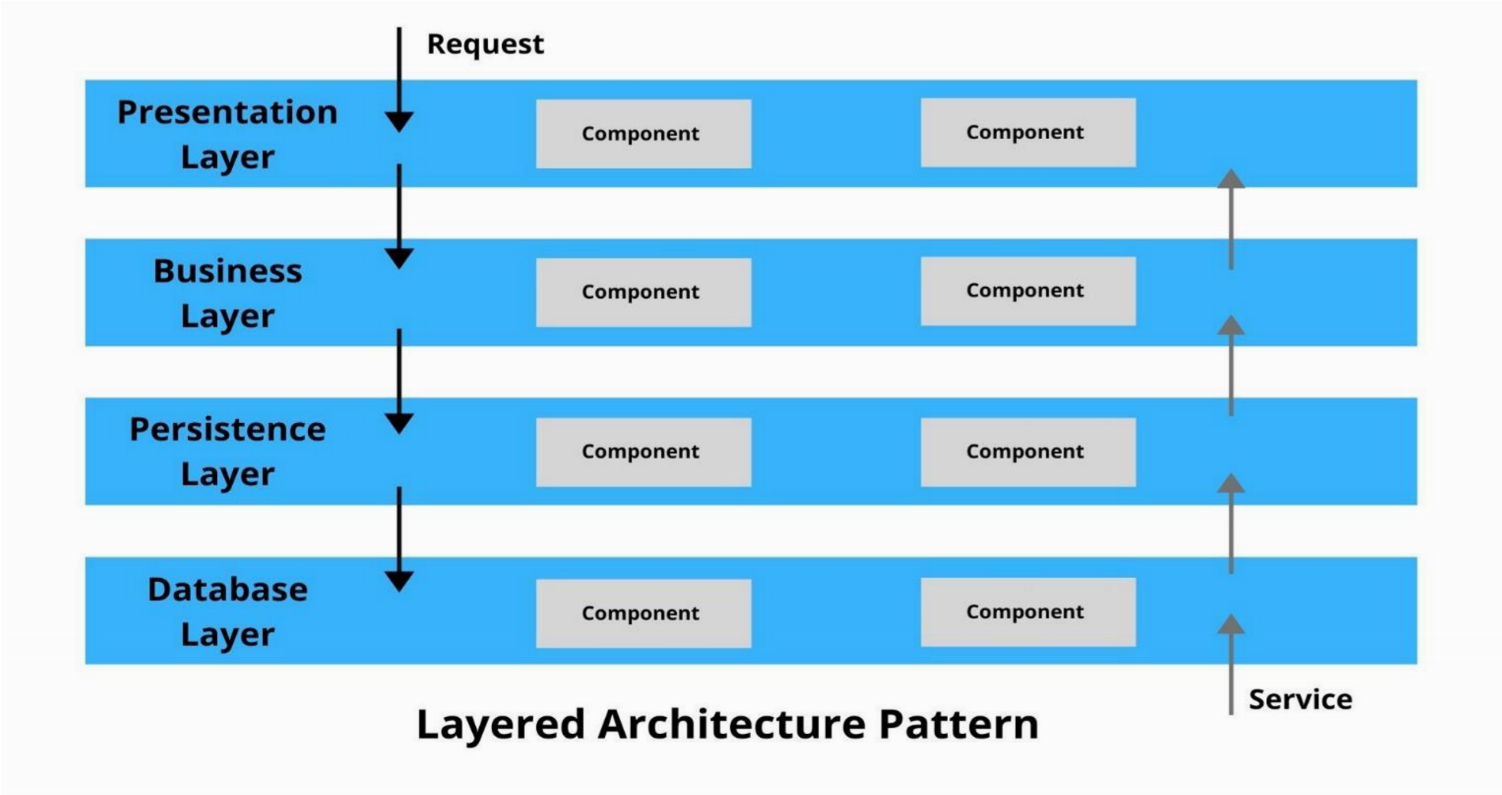 Request
Presentation
Layer
Component
Component
Business
Layer
Component
Component
Persistence
Layer
Component
Component
Database
Layer
Component
Component
Service
Layered Architecture Pattern